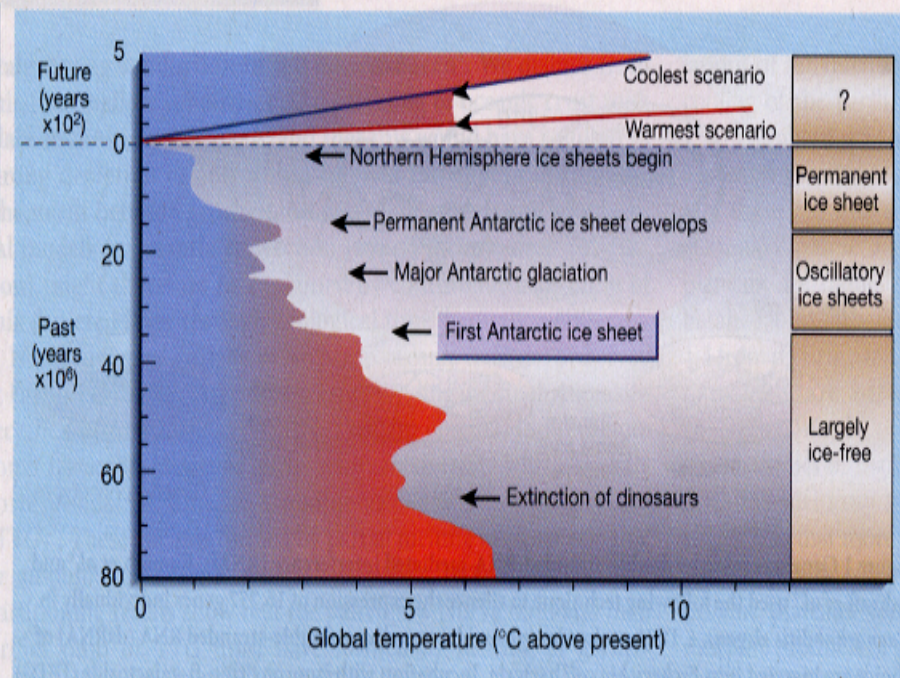 5
Future
(years
x10²)
0
Coolest scenario
Warmest scenario
?
Northern Hemisphere ice sheets begin
Permanent
ice sheet
Permanent Antarctic ice sheet develops
20
Major Antarctic glaciation
Oscillatory
ice sheets
Past
(years
x10⁶)
First Antarctic ice sheet
40
Largely
ice-free
60
Extinction of dinosaurs
80
0
5
10
Global temperature (°C above present)